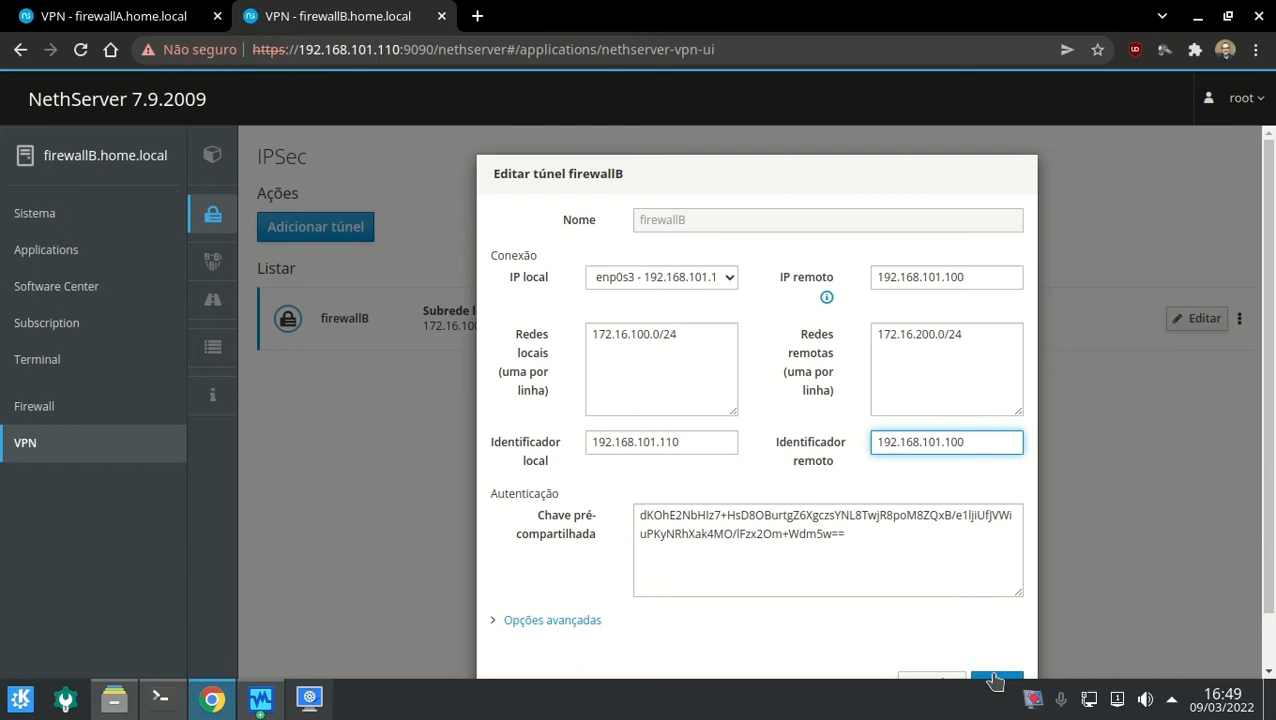 VPN - firewallA.home.local
VPN - firewallB.home.local
Não seguro
https://192.168.101.110:9090/nethserver#/applications/nethserver-vpn-ui
NethServer 7.9.2009
root
firewallB.home.local
Sistema
Applications
Software Center
Subscription
Terminal
Firewall
VPN
IPSec
Ações
Adicionar túnel
Listar
firewallB
Subrede l
172.16.100
Editar
Editar túnel firewallB
Nome
firewallB
Conexão
IP local
enp0s3 - 192.168.101.1
IP remoto
192.168.101.100
Redes
locais
(uma por
linha)
172.16.100.0/24
Redes
remotas
(uma por
linha)
172.16.200.0/24
Identificador
local
192.168.101.110
Identificador
remoto
192.168.101.100
Autenticação
Chave pré-
compartilhada
dKOhE2NbHIz7+HsD8OBurtgZ6XgczsYNL8TwjR8poM8ZQxB/e1ljiUfJVWi
uPKyNRhXak4MO/lFzx2Om+Wdm5w==
Opções avançadas
16:49
09/03/2022